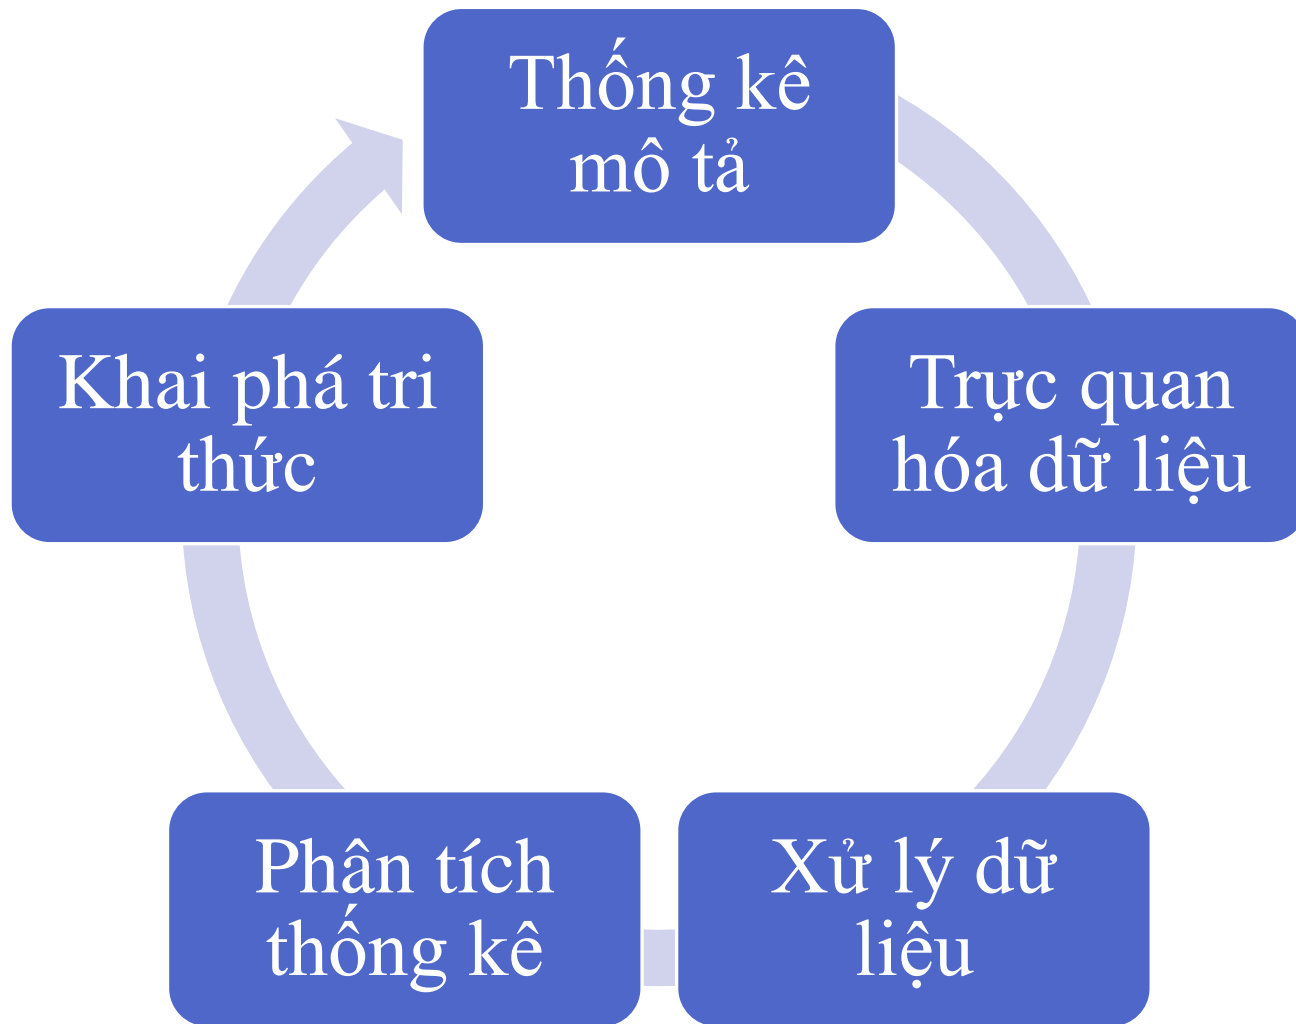 Thống kê
mô tả
Trực quan
hóa dữ liệu
Xử lý dữ
liệu
Phân tích
thống kê
Khai phá tri
thức